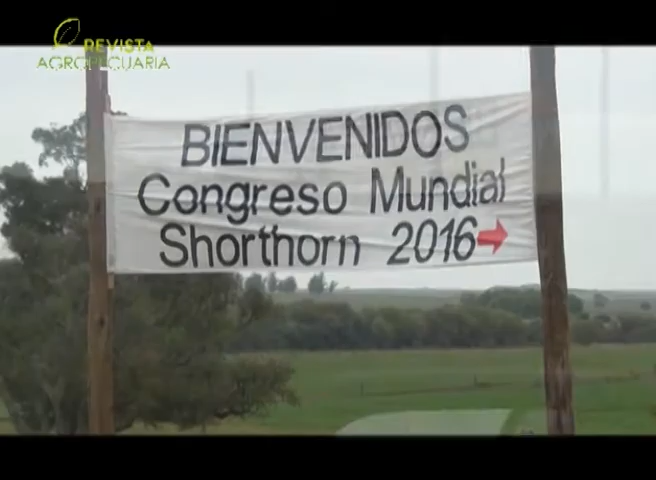 REVISTA
AGROPECUARIA
BIENVENIDOS
Congreso Mundial
Shorthorn 2016